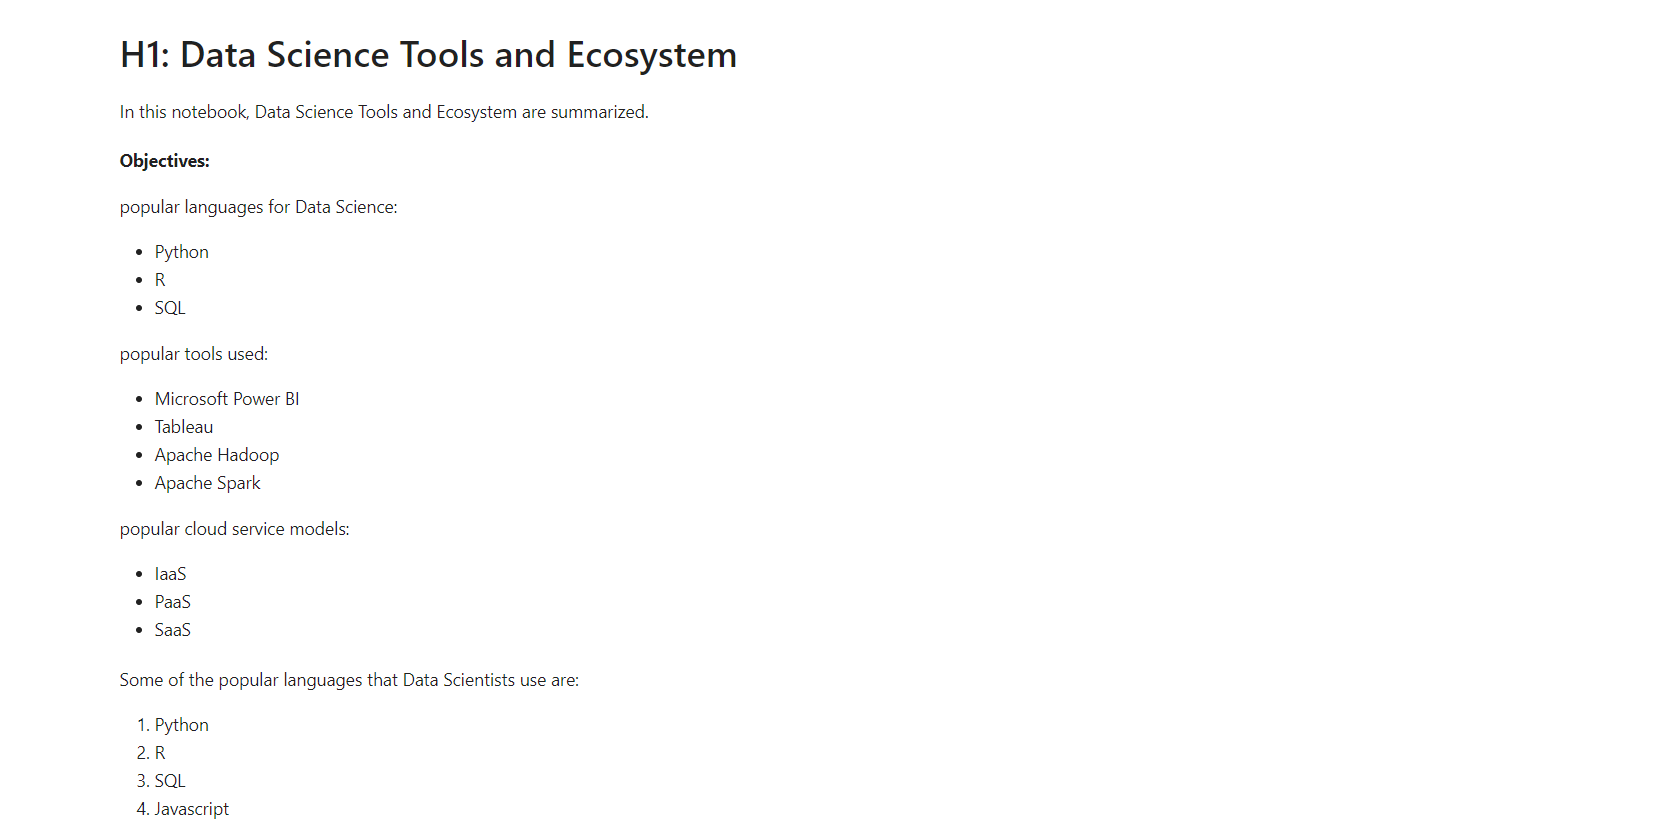 H1: Data Science Tools and Ecosystem
In this notebook, Data Science Tools and Ecosystem are summarized.
Objectives:
popular languages for Data Science:
• Python
• R
• SQL
popular tools used:
• Microsoft Power BI
• Tableau
• Apache Hadoop
• Apache Spark
popular cloud service models:
• IaaS
• PaaS
• SaaS
Some of the popular languages that Data Scientists use are:
1. Python
2. R
3. SQL
4. Javascript